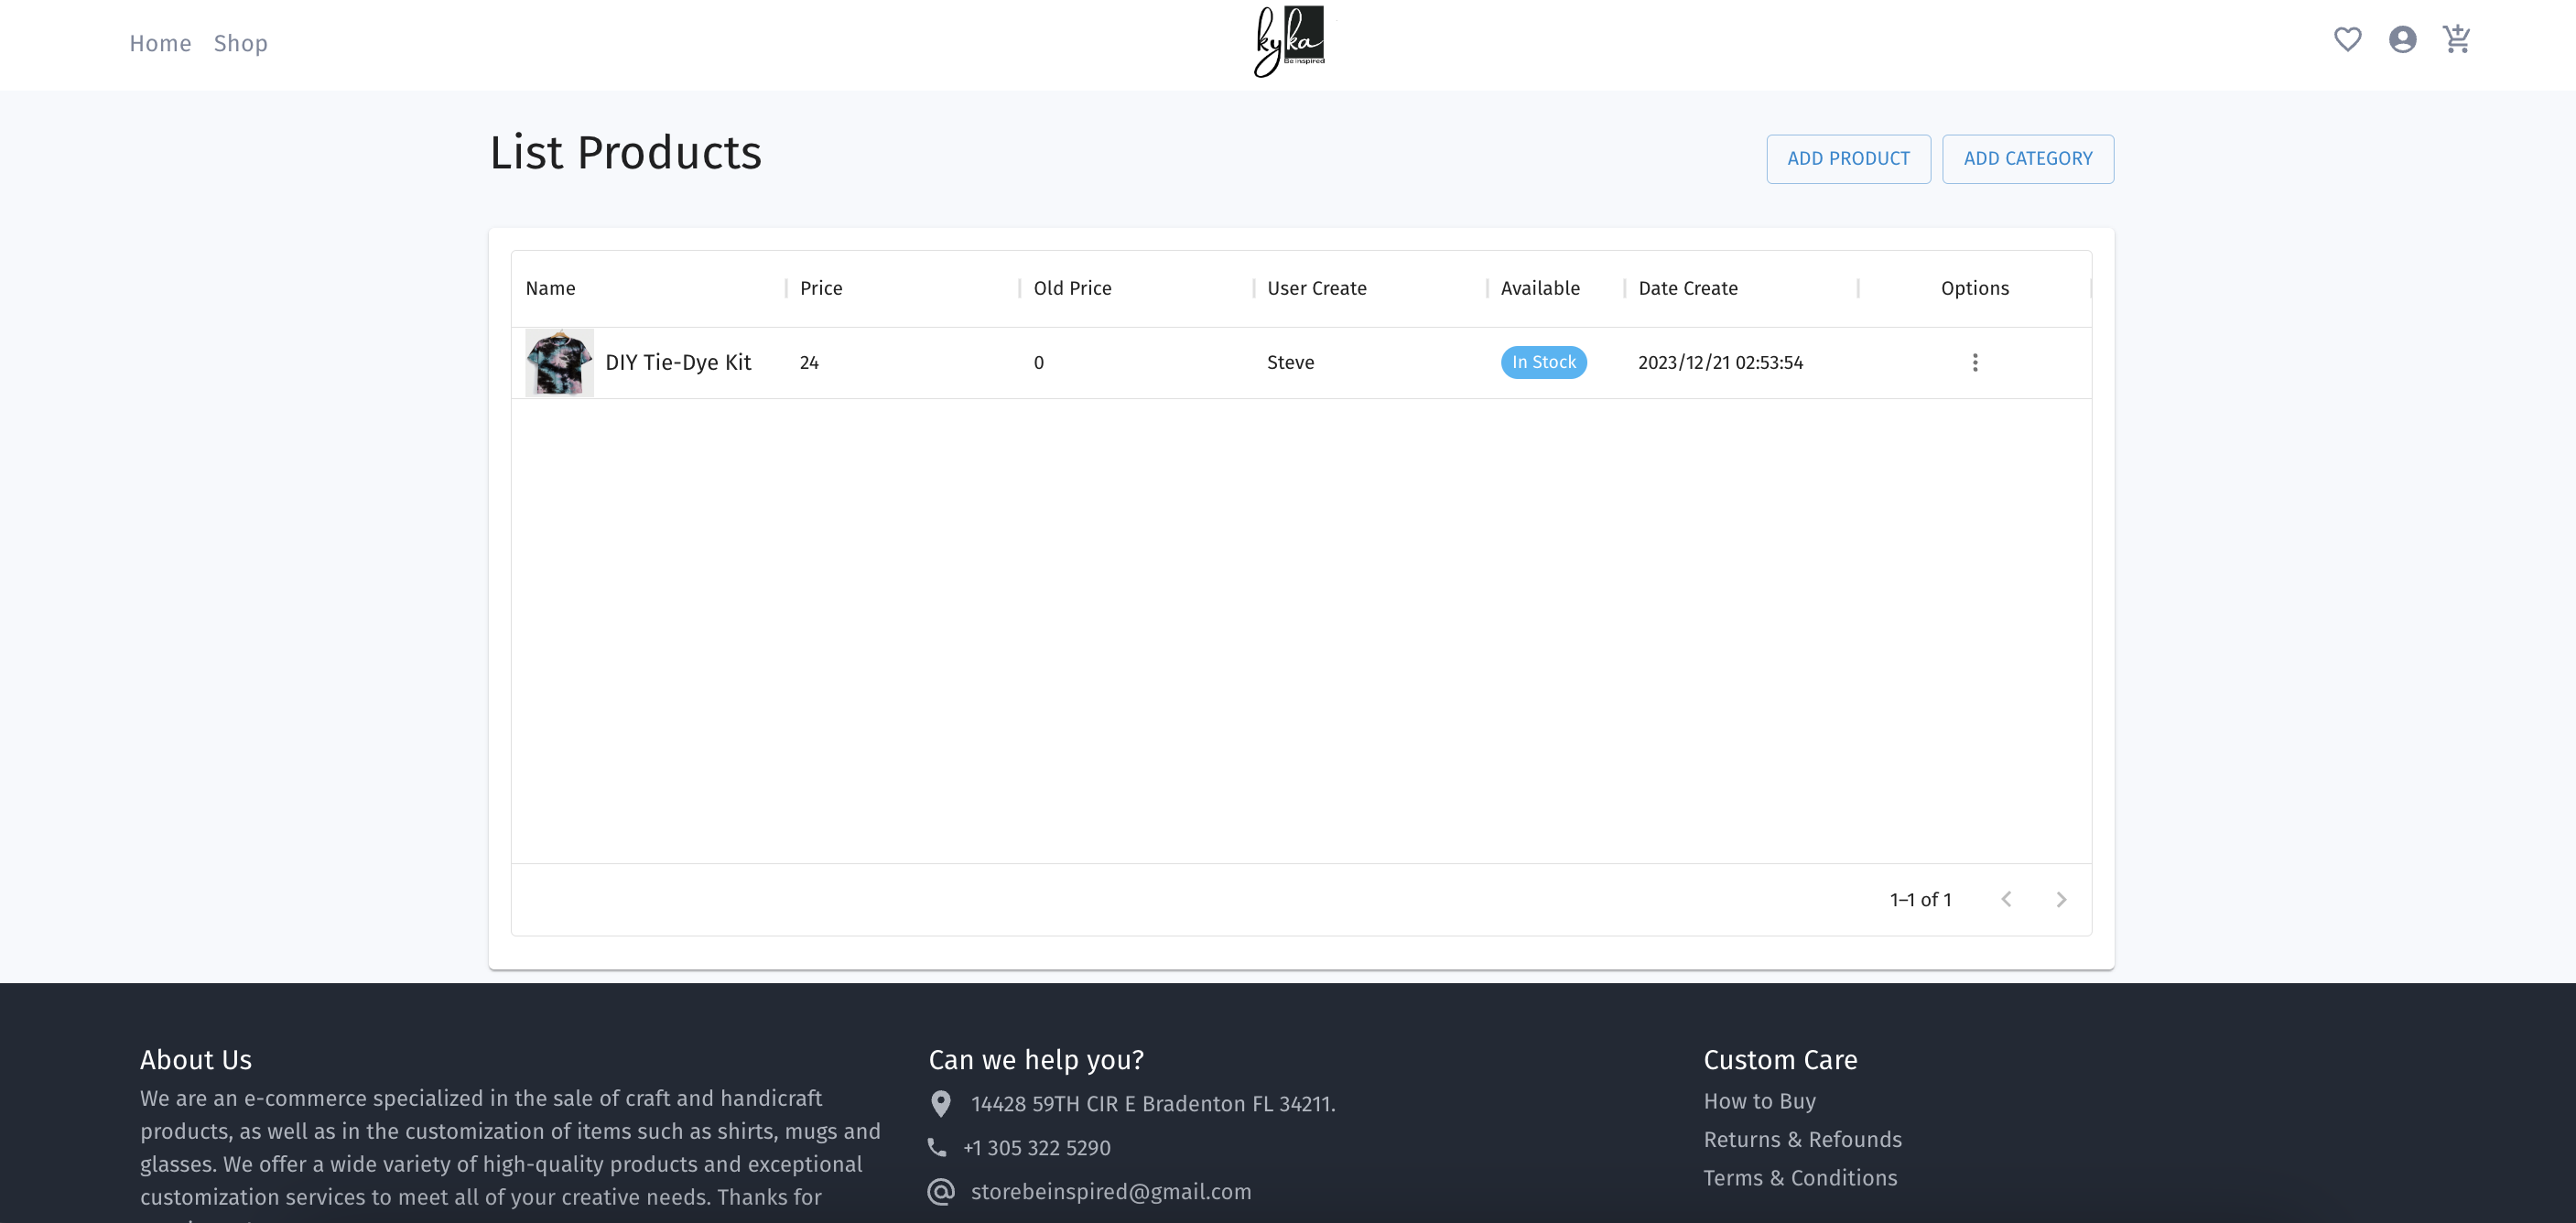 Home Shop
kyka
Be inspired
List Products
ADD PRODUCT ADD CATEGORY
Name Price Old Price User Create Available Date Create Options
DIY Tie-Dye Kit 24 0 Steve In Stock 2023/12/21 02:53:54
1–1 of 1
About Us
We are an e-commerce specialized in the sale of craft and handicraft
products, as well as in the customization of items such as shirts, mugs and
glasses. We offer a wide variety of high-quality products and exceptional
customization services to meet all of your creative needs. Thanks for
Can we help you?
14428 59TH CIR E Bradenton FL 34211.
+1 305 322 5290
storebeinspired@gmail.com
Custom Care
How to Buy
Returns & Refounds
Terms & Conditions